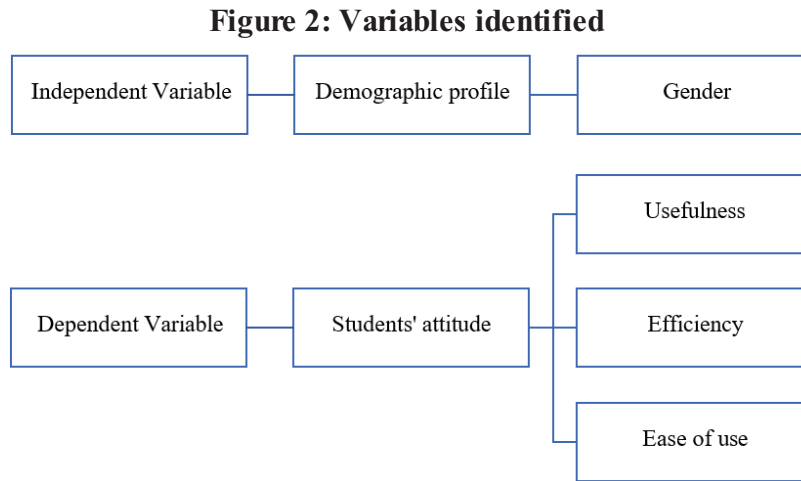 Figure 2: Variables identified
Independent Variable
Demographic profile
Gender
Usefulness
Dependent Variable
Students' attitude
Efficiency
Ease of use